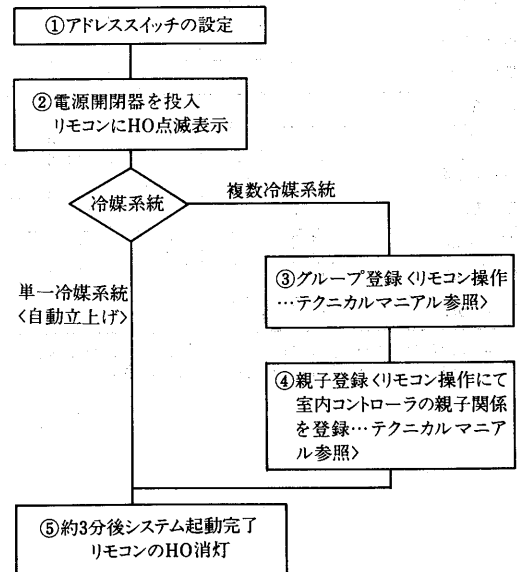 ①アドレススイッチの設定
②電源開閉器を投入
リモコンにHO点滅表示
冷媒系統
複数冷媒系統
単一冷媒系統
〈自動立上げ〉
③グループ登録〈リモコン操作
…テクニカルマニアル参照〉
④親子登録〈リモコン操作にて
室内コントローラの親子関係
を登録…テクニカルマニア
ル参照〉
⑤約3分後システム起動完了
リモコンのHO消灯